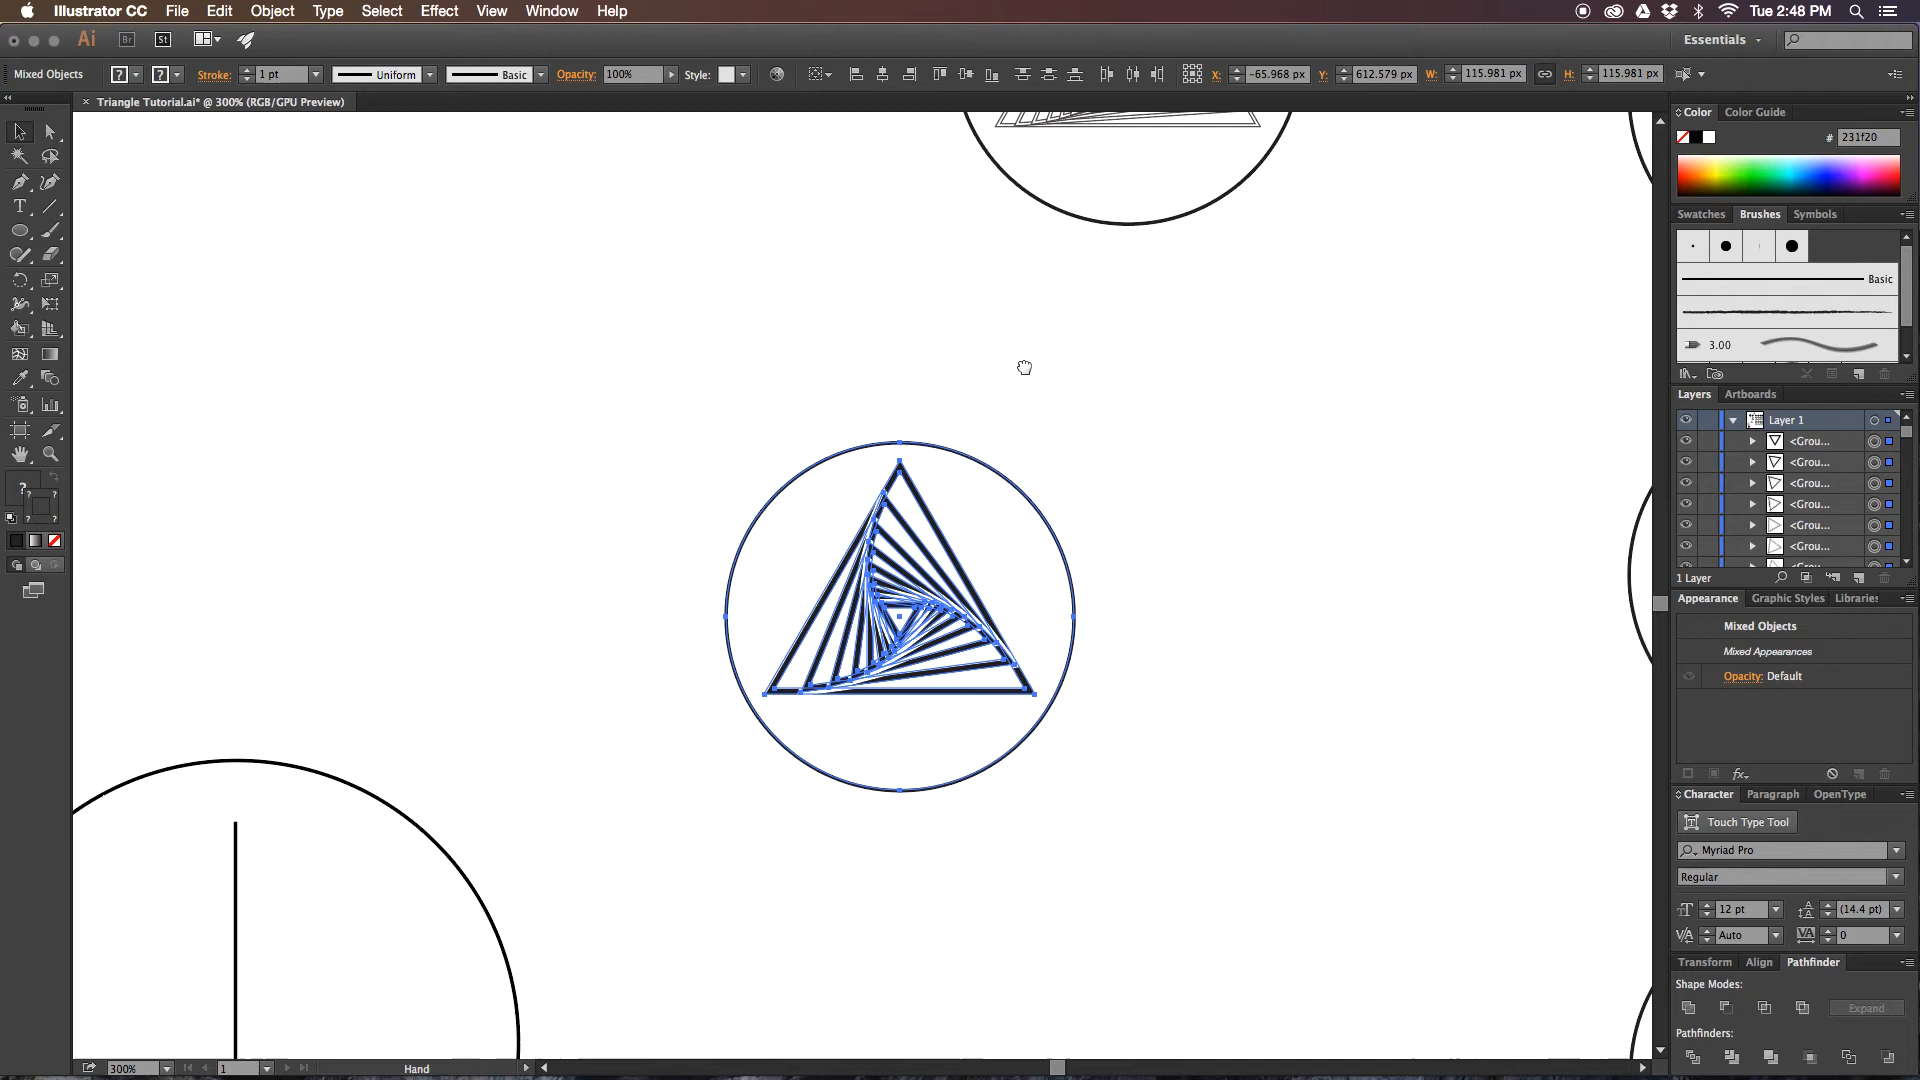 Illustrator CC File Edit Object Type Select Effect View Window Help Tue 2:48 PM
Ai Br St Essentials
Mixed Objects ? ? Stroke: 1 pt Uniform Basic Opacity: 100% Style: X: -65.968 px Y: 612.579 px W: 115.981 px H: 115.981 px
× Triangle Tutorial.ai* @ 300% (RGB/GPU Preview)
Color Color Guide
# 231f20
Swatches Brushes Symbols
Basic
3.00
Layers Artboards
Layer 1
<Grou...
<Grou...
<Grou...
<Grou...
<Grou...
<Grou...
1 Layer
Appearance Graphic Styles Libraries
Mixed Objects
Mixed Appearances
Opacity: Default
fx
Character Paragraph OpenType
Touch Type Tool
Myriad Pro
Regular
12 pt (14.4 pt)
Auto 0
Transform Align Pathfinder
Shape Modes:
Expand
Pathfinders:
300% 1 Hand